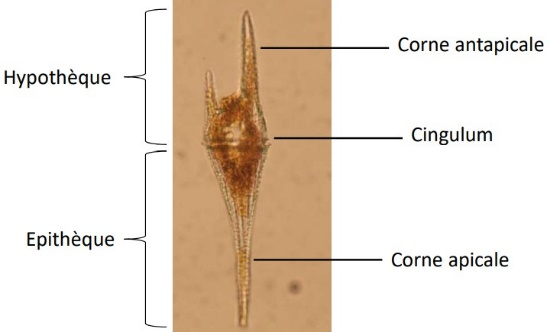 Corne antapicale
Hypothèque
Cingulum
Epithèque
Corne apicale